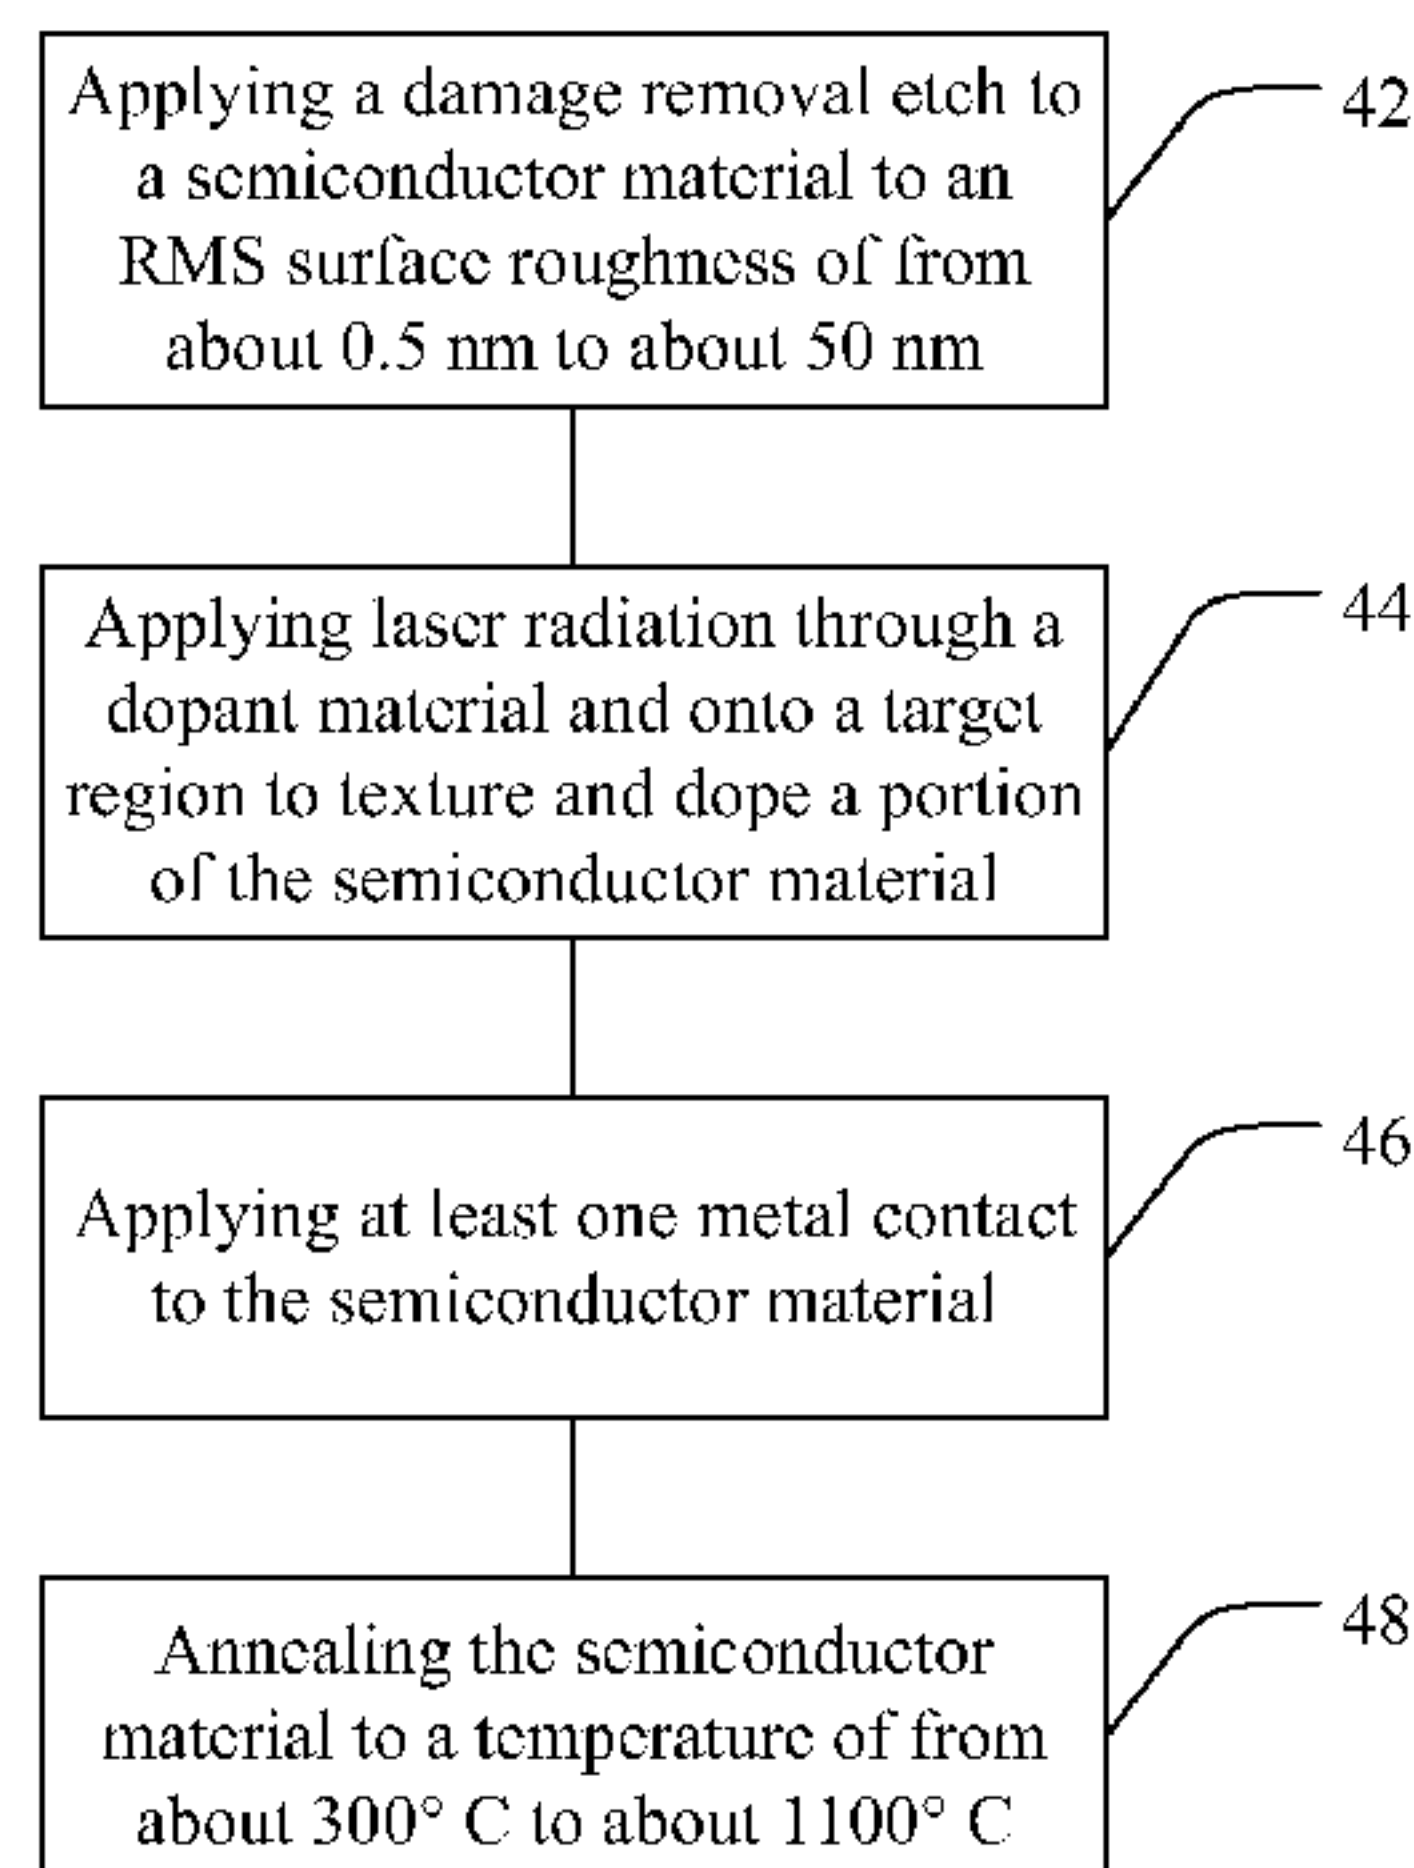 Applying a damage removal etch to
a semiconductor material to an
RMS surface roughness of from
about 0.5 nm to about 50 nm
42
Applying laser radiation through a
dopant material and onto a target
region to texture and dope a portion
of the semiconductor material
44
Applying at least one metal contact
to the semiconductor material
46
Annealing the semiconductor
material to a temperature of from
about 300° C to about 1100° C
48